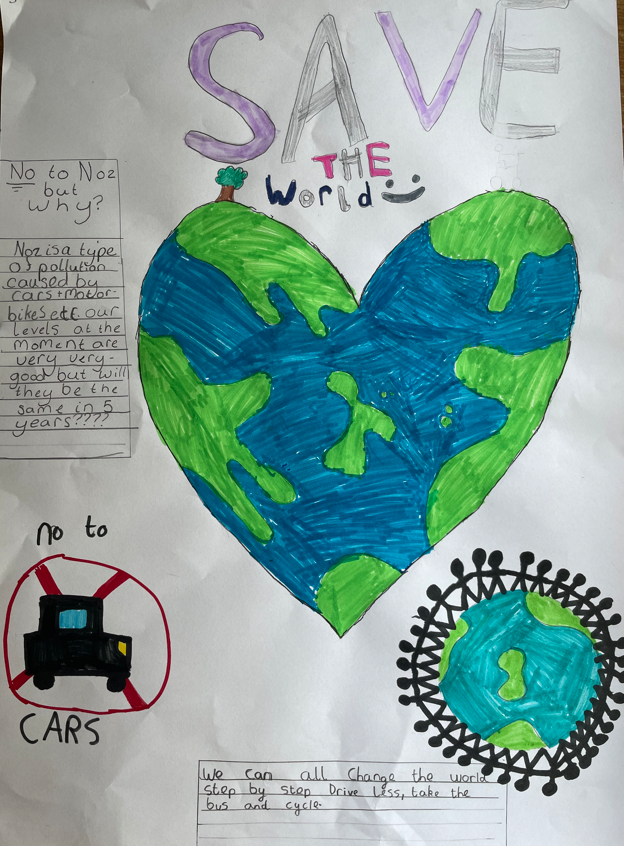 SAVE
THE
World
No to No2
but
why?
No2 is a type
of pollution
caused by
cars + motor-
bikes etc our
levels at the
moment are
very very-
good but will
they be the
same in 5
years????
no to
CARS
We can all Change the world
step by step Drive less, take the
bus and cycle.